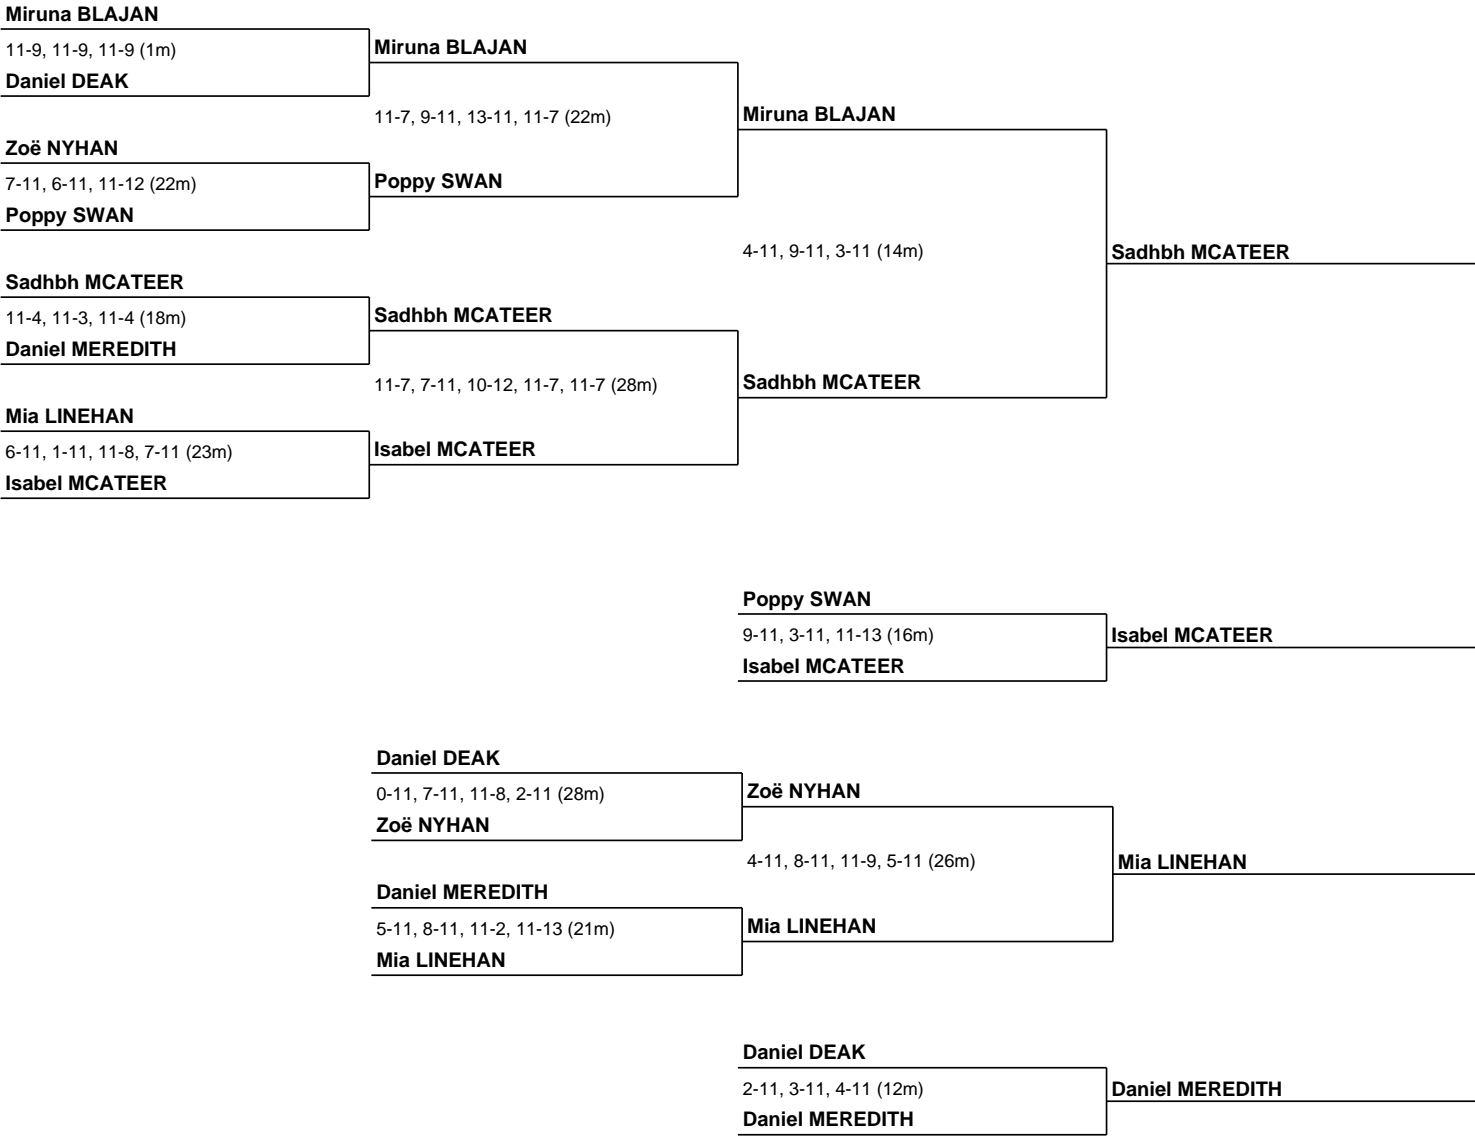 Miruna BLAJAN
11-9, 11-9, 11-9 (1m)
Daniel DEAK
Miruna BLAJAN
11-7, 9-11, 13-11, 11-7 (22m)
Miruna BLAJAN
Zoë NYHAN
7-11, 6-11, 11-12 (22m)
Poppy SWAN
Poppy SWAN
4-11, 9-11, 3-11 (14m)
Sadhbh MCATEER
Sadhbh MCATEER
11-4, 11-3, 11-4 (18m)
Daniel MEREDITH
Sadhbh MCATEER
11-7, 7-11, 10-12, 11-7, 11-7 (28m)
Sadhbh MCATEER
Mia LINEHAN
6-11, 1-11, 11-8, 7-11 (23m)
Isabel MCATEER
Isabel MCATEER
Poppy SWAN
9-11, 3-11, 11-13 (16m)
Isabel MCATEER
Isabel MCATEER
Daniel DEAK
0-11, 7-11, 11-8, 2-11 (28m)
Zoë NYHAN
Zoë NYHAN
4-11, 8-11, 11-9, 5-11 (26m)
Mia LINEHAN
Daniel MEREDITH
5-11, 8-11, 11-2, 11-13 (21m)
Mia LINEHAN
Mia LINEHAN
Daniel DEAK
2-11, 3-11, 4-11 (12m)
Daniel MEREDITH
Daniel MEREDITH